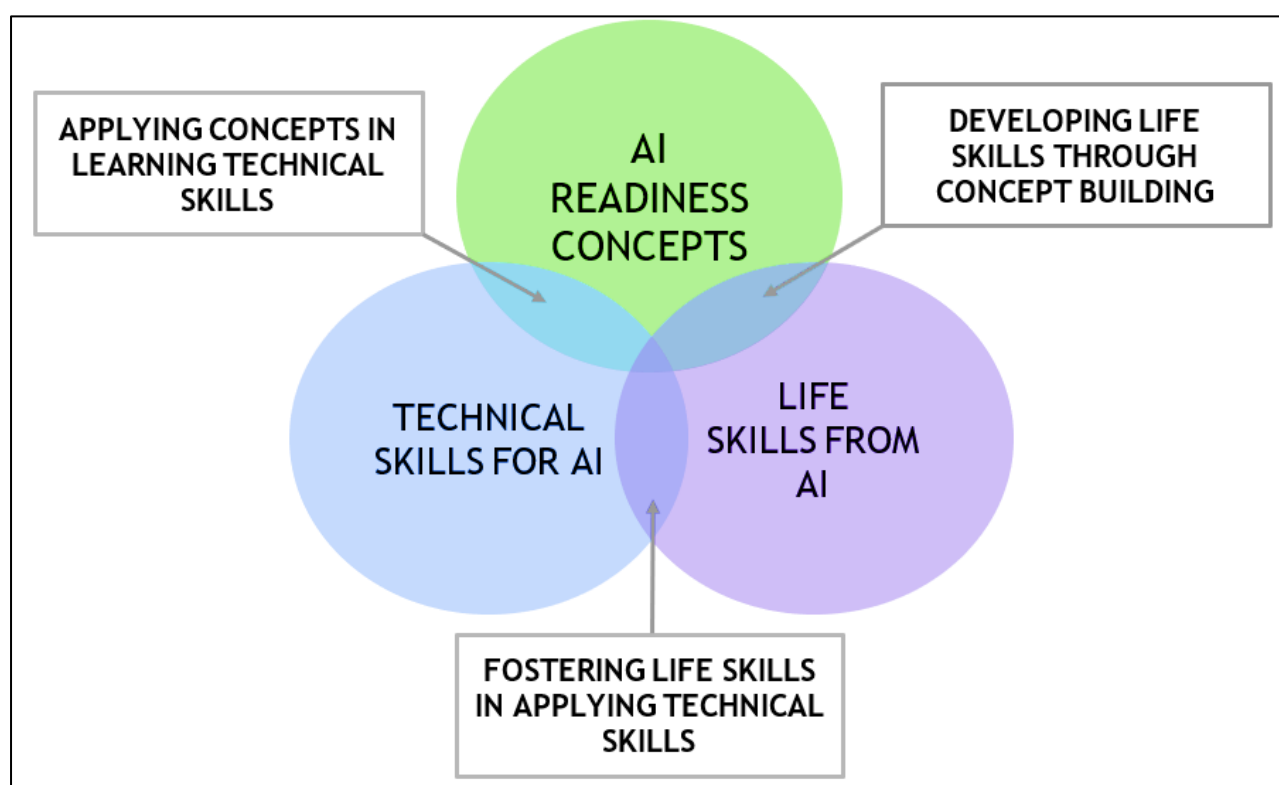 AI
READINESS
CONCEPTS
APPLYING CONCEPTS IN
LEARNING TECHNICAL
SKILLS
DEVELOPING LIFE
SKILLS THROUGH
CONCEPT BUILDING
TECHNICAL
SKILLS FOR AI
LIFE
SKILLS FROM
AI
FOSTERING LIFE SKILLS
IN APPLYING TECHNICAL
SKILLS